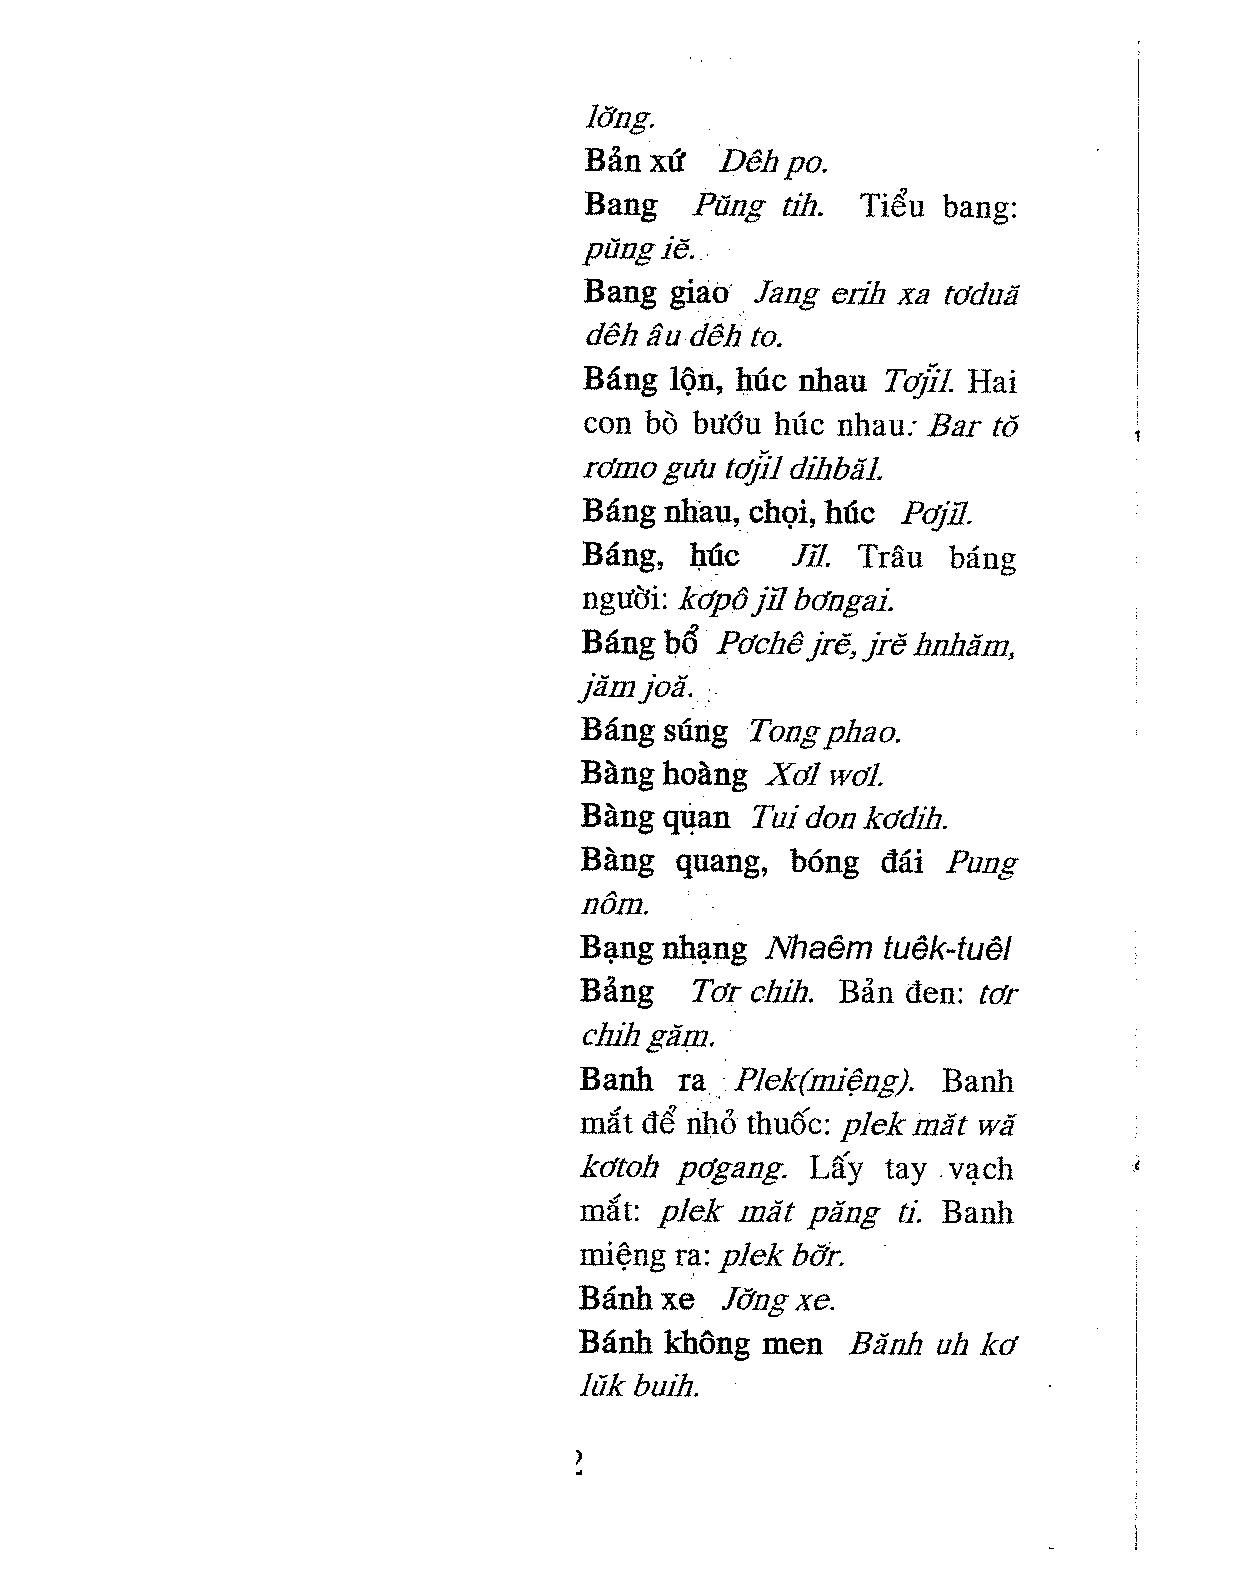 lơ̆ng.
Bản xứ Dêh po.
Bang Pŭng tih. Tiểu bang:
pŭng iĕ.
Bang giao Jang erih xa tơduă
dêh âu dêh to.
Báng lộn, húc nhau Tơjĭl. Hai
con bò bướu húc nhau: Bar tŏ
rơmo gưu tơjĭl dihbăl.
Báng nhau, chọi, húc Pơjĭl.
Báng, húc Jĭl. Trâu báng
người: kơpô jĭl bơngai.
Báng bổ Pơchê jrĕ, jrĕ hnhăm,
jăm joă.
Báng súng Tong phao.
Bàng hoàng Xơl wơl.
Bàng quan Tui don kơdih.
Bàng quang, bóng đái Pung
nôm.
Bạng nhạng Nhaêm tuêk-tuêl
Bảng Tơr chih. Bản đen: tơr
chih găm.
Banh ra Plek(miệng). Banh
mắt để nhỏ thuốc: plek măt wă
kơtoh pơgang. Lấy tay vạch
mắt: plek măt păng ti. Banh
miệng ra: plek bơ̆r.
Bánh xe Jơ̆ng xe.
Bánh không men Bănh uh kơ
lŭk buih.
2